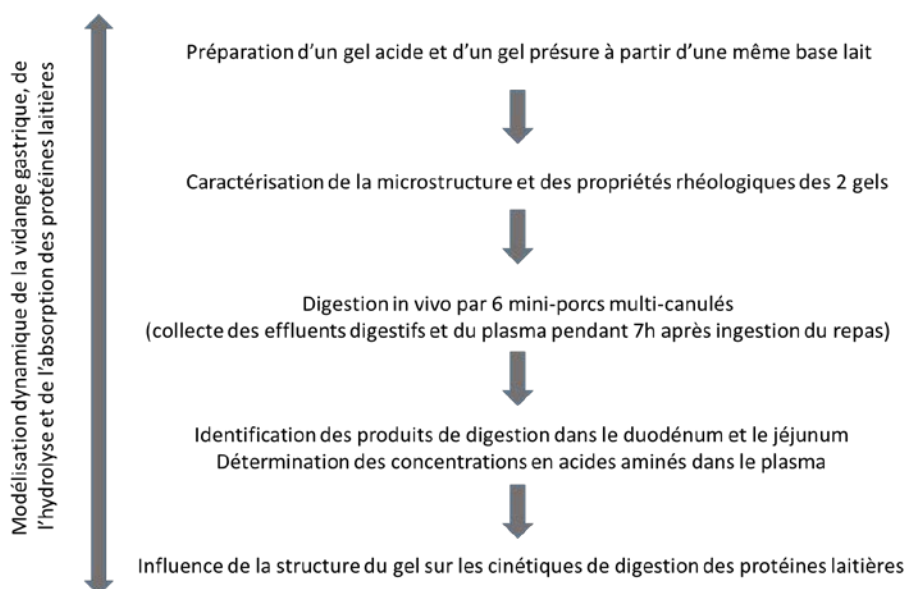 Modélisation dynamique de la vidange gastrique, de
l'hydrolyse et de l'absorption des protéines laitières
Préparation d'un gel acide et d'un gel présure à partir d'une même base lait
Caractérisation de la microstructure et des propriétés rhéologiques des 2 gels
Digestion in vivo par 6 mini-porcs multi-canulés
(collecte des effluents digestifs et du plasma pendant 7h après ingestion du repas)
Identification des produits de digestion dans le duodénum et le jéjunum
Détermination des concentrations en acides aminés dans le plasma
Influence de la structure du gel sur les cinétiques de digestion des protéines laitières